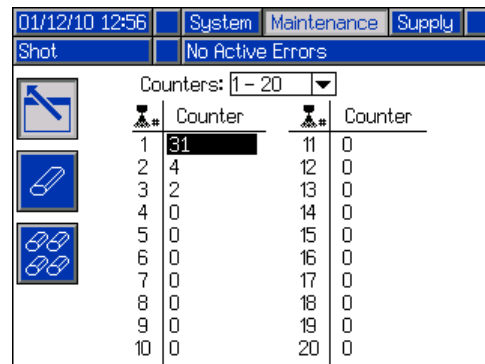 01/12/10 12:56 System Maintenance Supply
Shot No Active Errors
Counters: 1 - 20
# Counter # Counter
1 31 11 0
2 4 12 0
3 2 13 0
4 0 14 0
5 0 15 0
6 0 16 0
7 0 17 0
8 0 18 0
9 0 19 0
10 0 20 0